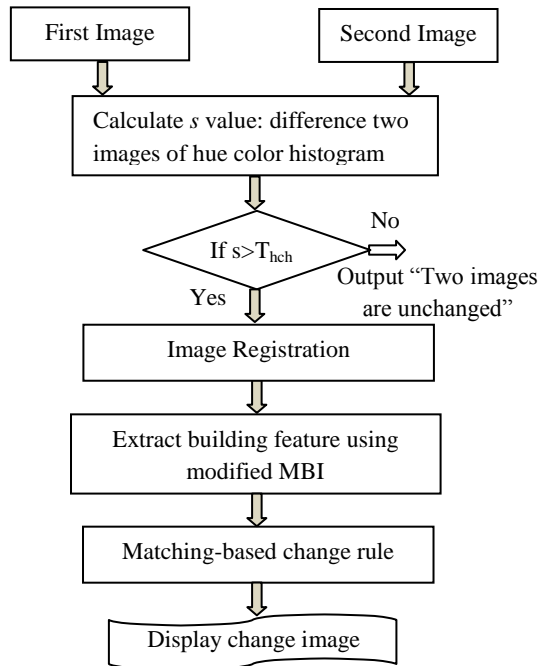 First Image
Second Image
Calculate s value: difference two
images of hue color histogram
If s>Thch
No
Output “Two images
are unchanged”
Yes
Image Registration
Extract building feature using
modified MBI
Matching-based change rule
Display change image